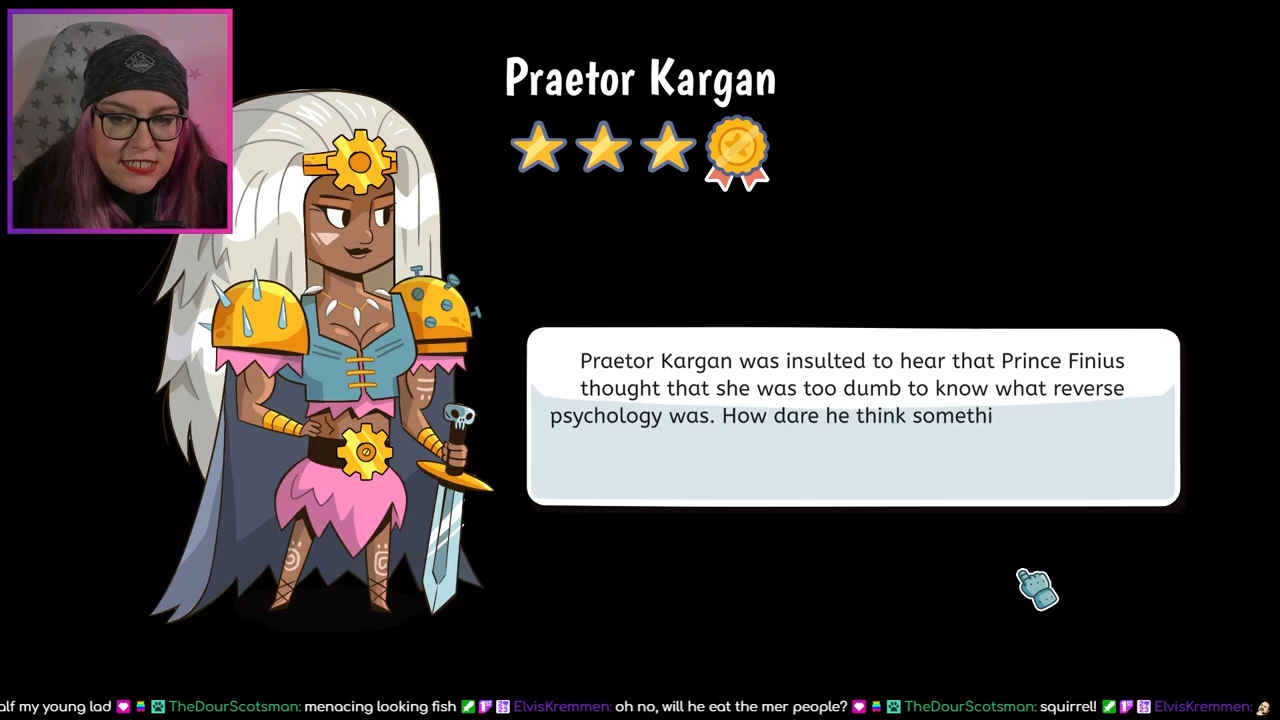 Praetor Kargan
Praetor Kargan was insulted to hear that Prince Finius
thought that she was too dumb to know what reverse
psychology was. How dare he think somethi
alf my young lad TheDourScotsman: menacing looking fish ElvisKremmen: oh no, will he eat the mer people? TheDourScotsman: squirrel! ElvisKremmen: